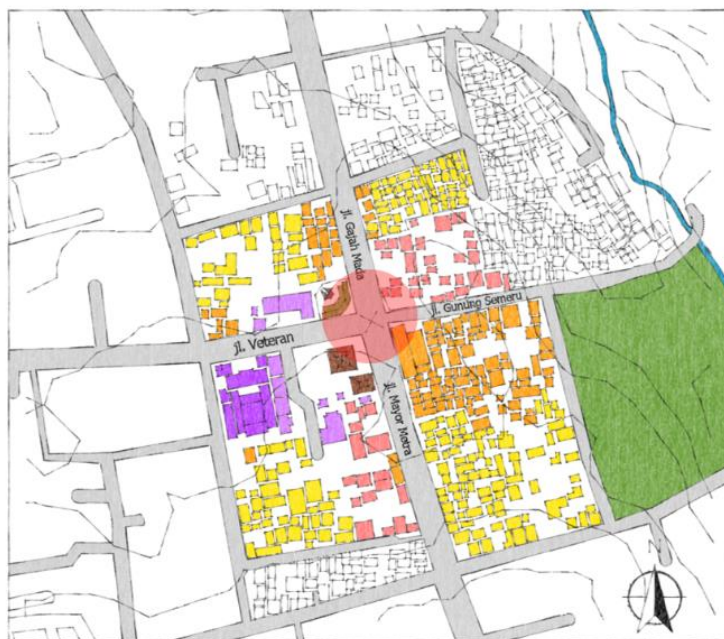 jl. Gajah Mada
jl. Gunung Semeru
jl. Veteran
jl. Mayor Metra
N